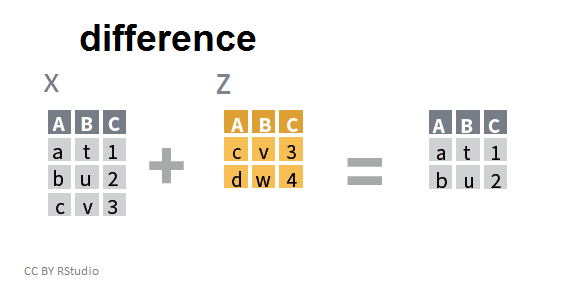 difference
X Z
A B C A B C A B C
a t 1 c v 3 a t 1
b u 2 + d w 4 = b u 2
c v 3
CC BY RStudio